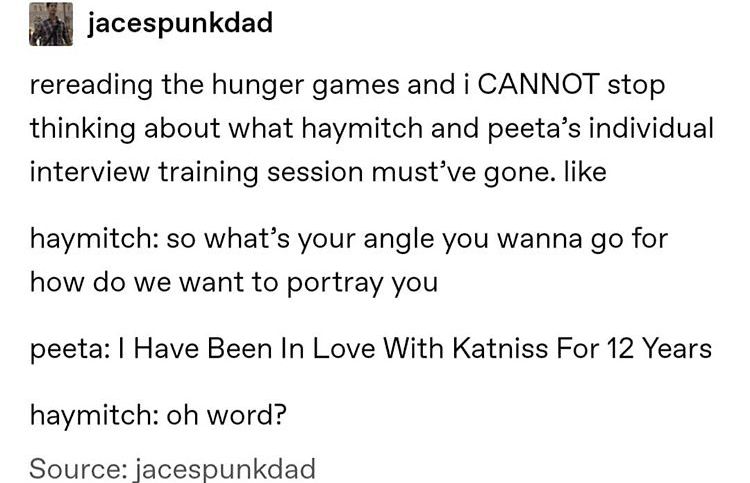 jacespunkdad
rereading the hunger games and i CANNOT stop
thinking about what haymitch and peeta’s individual
interview training session must’ve gone. like
haymitch: so what’s your angle you wanna go for
how do we want to portray you
peeta: I Have Been In Love With Katniss For 12 Years
haymitch: oh word?
Source: jacespunkdad